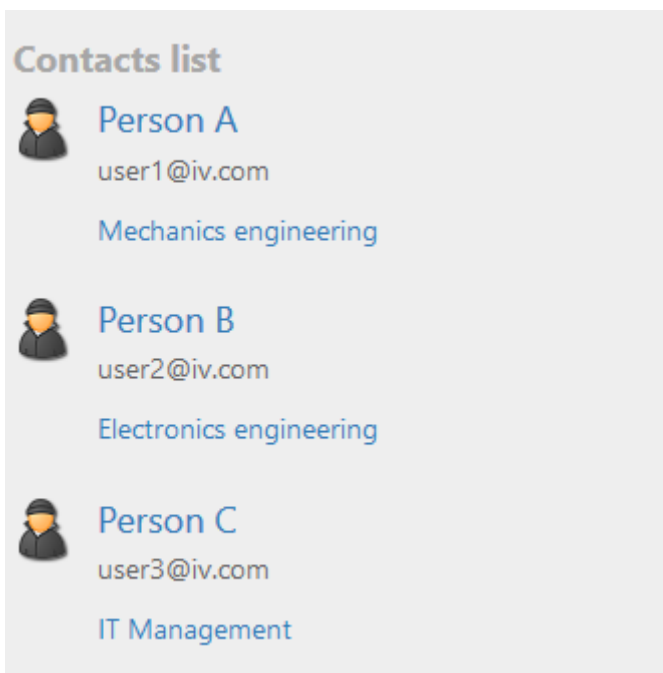 Contacts list
Person A
user1@iv.com
Mechanics engineering
Person B
user2@iv.com
Electronics engineering
Person C
user3@iv.com
IT Management